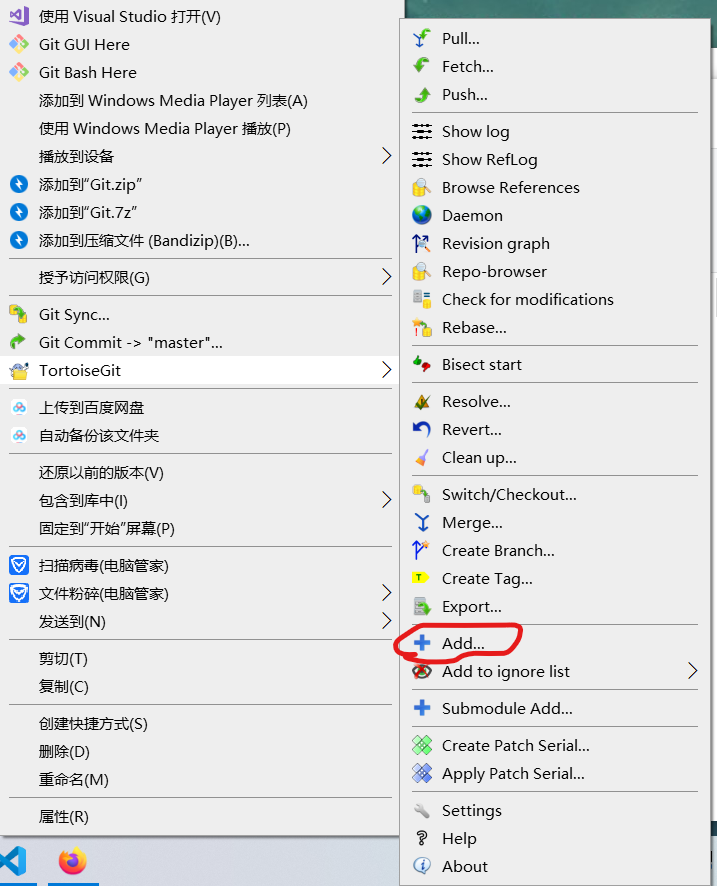 使用 Visual Studio 打开(V)
Git GUI Here
Git Bash Here
添加到 Windows Media Player 列表(A)
使用 Windows Media Player 播放(P)
播放到设备
添加到“Git.zip”
添加到“Git.7z”
添加到压缩文件 (Bandizip)(B)...
授予访问权限(G)
Git Sync...
Git Commit -> "master"...
TortoiseGit
上传到百度网盘
自动备份该文件夹
还原以前的版本(V)
包含到库中(I)
固定到“开始”屏幕(P)
扫描病毒(电脑管家)
文件粉碎(电脑管家)
发送到(N)
剪切(T)
复制(C)
创建快捷方式(S)
删除(D)
重命名(M)
属性(R)
Pull...
Fetch...
Push...
Show log
Show RefLog
Browse References
Daemon
Revision graph
Repo-browser
Check for modifications
Rebase...
Bisect start
Resolve...
Revert...
Clean up...
Switch/Checkout...
Merge...
Create Branch...
Create Tag...
Export...
Add...
Add to ignore list
Submodule Add...
Create Patch Serial...
Apply Patch Serial...
Settings
Help
About